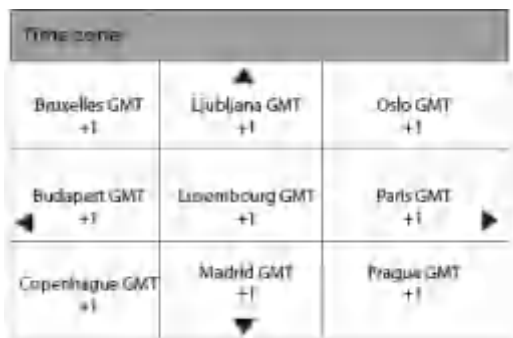 Time zone
Bruxelles GMT
+1
Ljubljana GMT
+1
Oslo GMT
+1
Budapest GMT
+1
Luxembourg GMT
+1
Paris GMT
+1
Copenhague GMT
+1
Madrid GMT
+1
Prague GMT
+1